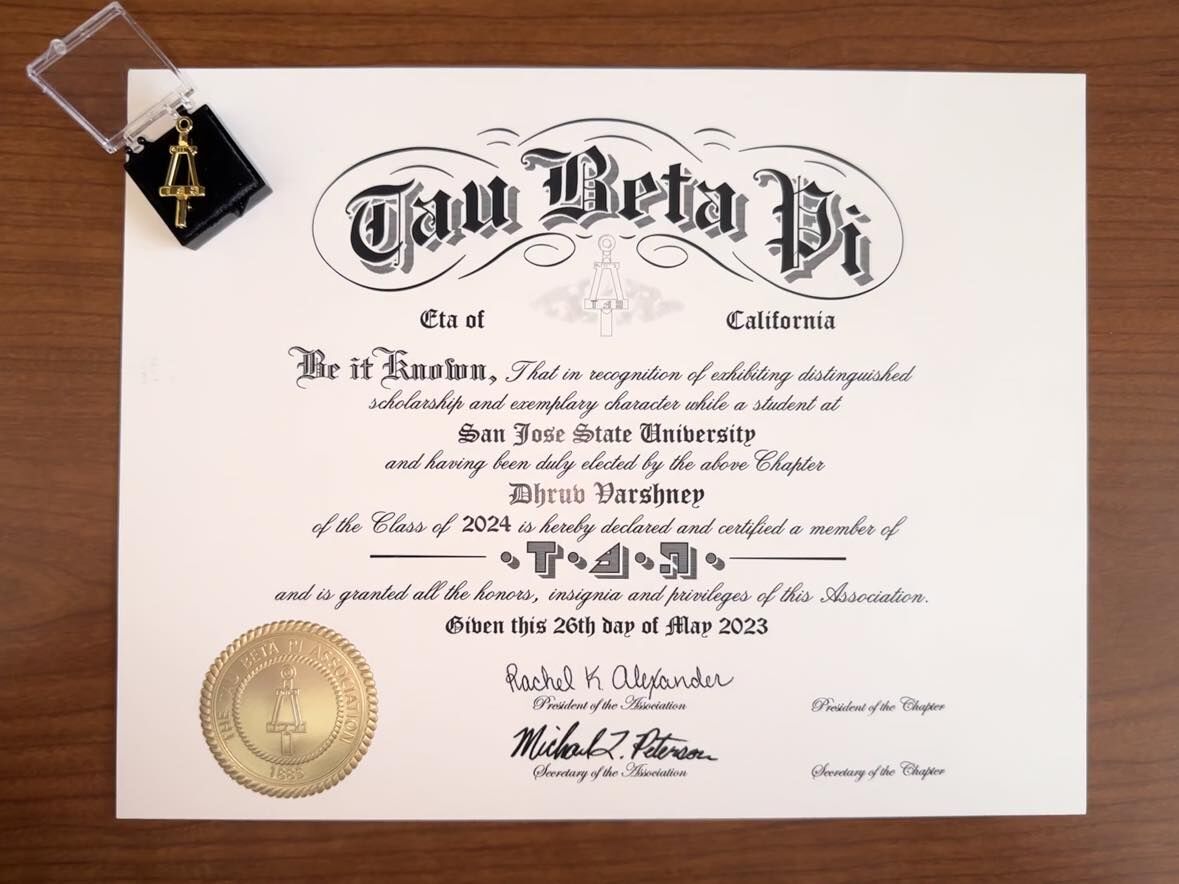 Tau Beta Pi
Eta of California
Be it Known, That in recognition of exhibiting distinguished
scholarship and exemplary character while a student at
San Jose State University
and having been duly elected by the above Chapter
Dhruv Varshney
of the Class of 2024 is hereby declared and certified a member of
and is granted all the honors, insignia and privileges of this Association.
Given this 26th day of May 2023
Rachel K. Alexander
President of the Association
President of the Chapter
Secretary of the Association
Secretary of the Chapter
THE TAU BETA PI ASSOCIATION
1885